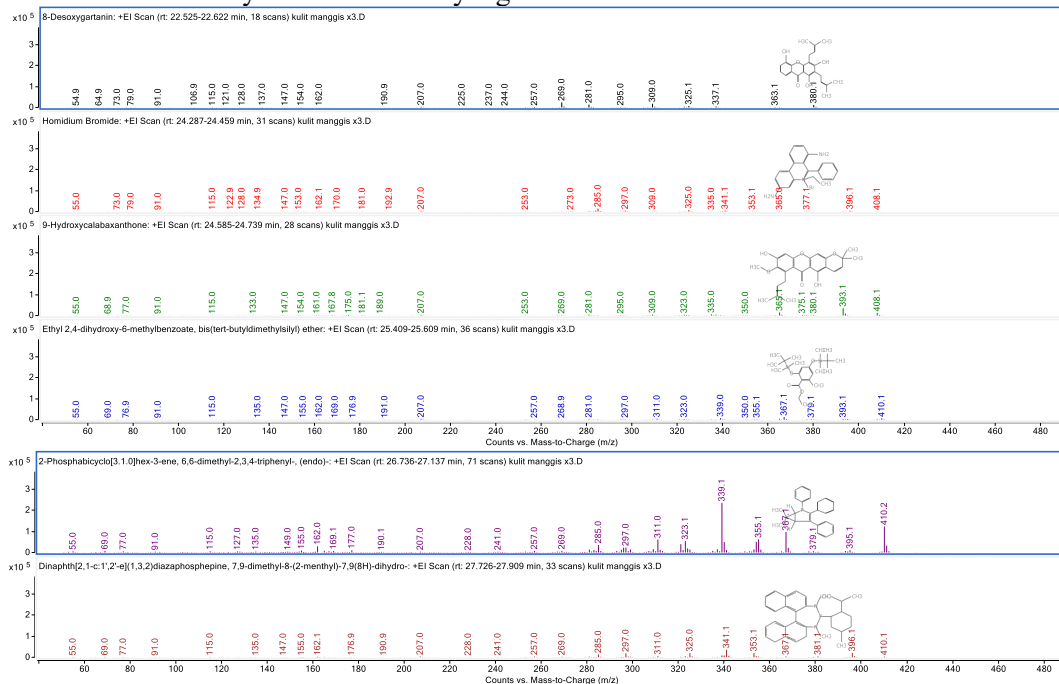 x10 5
8-Desoxygartanin: +EI Scan (rt: 22.525-22.622 min, 18 scans) kulit manggis x3.D
3
2
1
0
54.9 64.9 73.0 79.0 91.0 106.9 115.0 121.0 128.0 137.0 147.0 154.0 162.0 190.9 207.0 225.0 237.0 244.0 257.0 269.0 281.0 295.0 309.0 325.1 337.1 363.1
x10 5
Homidium Bromide: +EI Scan (rt: 24.287-24.459 min, 31 scans) kulit manggis x3.D
3
2
1
0
55.0 73.0 79.0 91.0 115.0 122.9 128.0 134.9 147.0 153.0 162.1 170.0 181.0 192.9 207.0 253.0 273.0 285.0 297.0 309.0 325.0 335.0 341.1 353.1 365.0 377.1 396.1 408.1
x10 5
9-Hydroxycalabaxanthone: +EI Scan (rt: 24.585-24.739 min, 28 scans) kulit manggis x3.D
3
2
1
0
55.0 68.9 77.0 91.0 115.0 133.0 147.0 154.0 161.0 167.8 175.0 181.1 189.0 207.0 253.0 269.0 281.0 295.0 309.0 323.0 335.0 350.0 365.1 375.1 380.1 393.1 408.1
x10 5
Ethyl 2,4-dihydroxy-6-methylbenzoate, bis(tert-butyldimethylsilyl) ether: +EI Scan (rt: 25.409-25.609 min, 36 scans) kulit manggis x3.D
3
2
1
0
55.0 69.0 76.9 91.0 115.0 135.0 147.0 155.0 162.0 169.0 176.9 191.0 207.0 257.0 268.9 281.0 297.0 311.0 323.0 339.0 350.0 355.1 367.1 379.1 393.1 410.1
60 80 100 120 140 160 180 200 220 240 260 280 300 320 340 360 380 400 420 440 460 480
Counts vs. Mass-to-Charge (m/z)
x10 5
2-Phosphabicyclo[3.1.0]hex-3-ene, 6,6-dimethyl-2,3,4-triphenyl-, (endo)-: +EI Scan (rt: 26.736-27.137 min, 71 scans) kulit manggis x3.D
3
2
1
0
55.0 69.0 77.0 91.0 115.0 127.0 135.0 149.0 155.0 162.0 169.1 177.0 190.1 207.0 228.0 241.0 257.0 269.0 285.0 297.0 311.0 323.1 339.1 355.1 367.1 379.1 395.1 410.2
x10 5
Dinaphth[2,1-c:1',2'-e](1,3,2)diazaphosphepine, 7,9-dimethyl-8-(2-menthyl)-7,9(8H)-dihydro-: +EI Scan (rt: 27.726-27.909 min, 33 scans) kulit manggis x3.D
3
2
1
0
55.0 69.0 77.0 91.0 115.0 135.0 147.0 155.0 162.1 176.9 190.9 207.0 228.0 241.0 257.0 269.0 285.0 297.0 311.0 325.0 341.1 353.1 367.1 381.1 396.1 410.1
60 80 100 120 140 160 180 200 220 240 260 280 300 320 340 360 380 400 420 440 460 480
Counts vs. Mass-to-Charge (m/z)